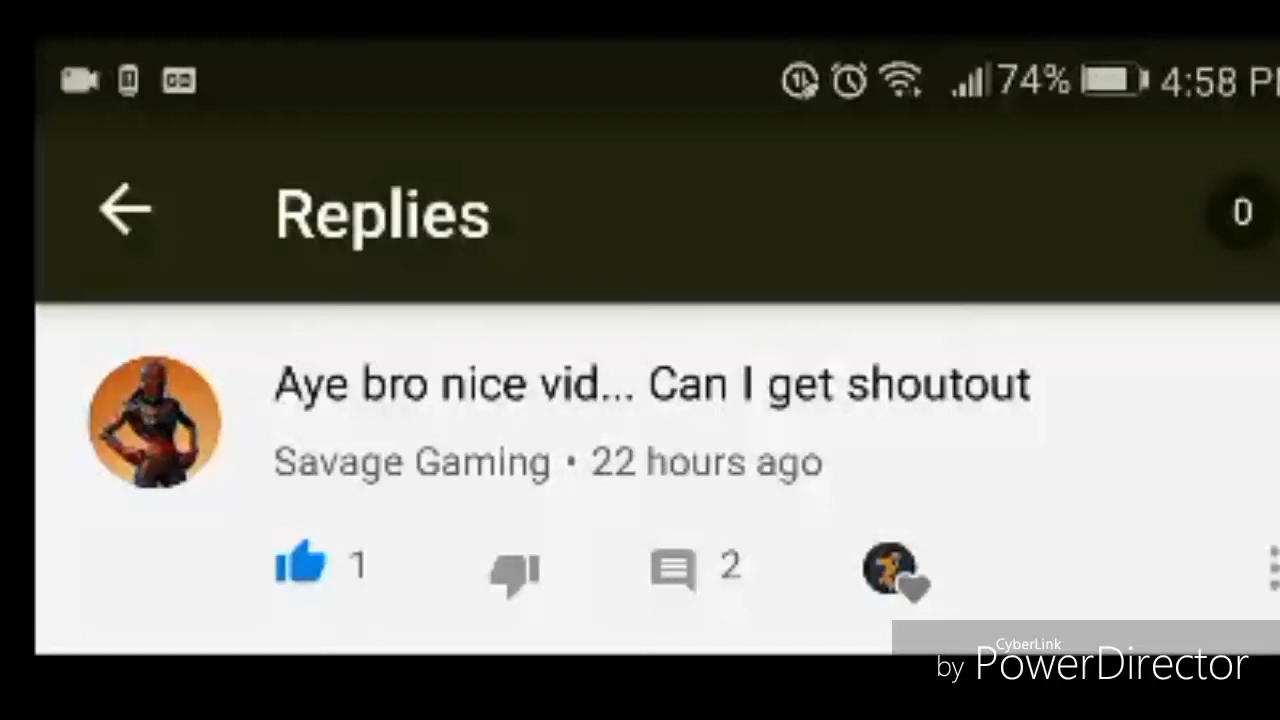 74% 4:58
Replies
0
Aye bro nice vid... Can I get shoutout
Savage Gaming • 22 hours ago
1 2
CyberLink
by PowerDirector